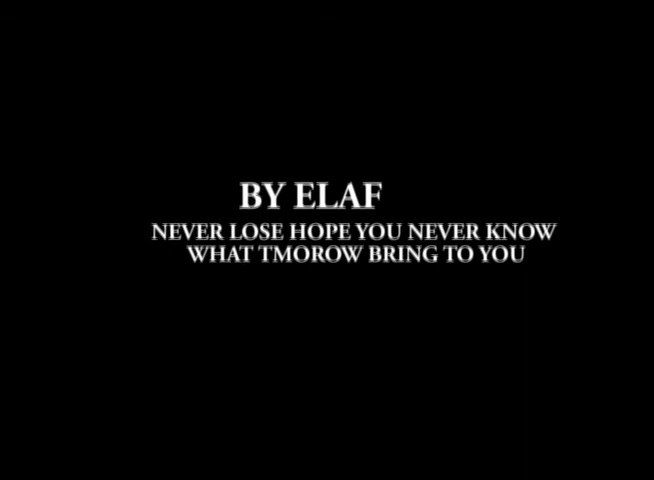 BY ELAF
NEVER LOSE HOPE YOU NEVER KNOW
WHAT TMOROW BRING TO YOU